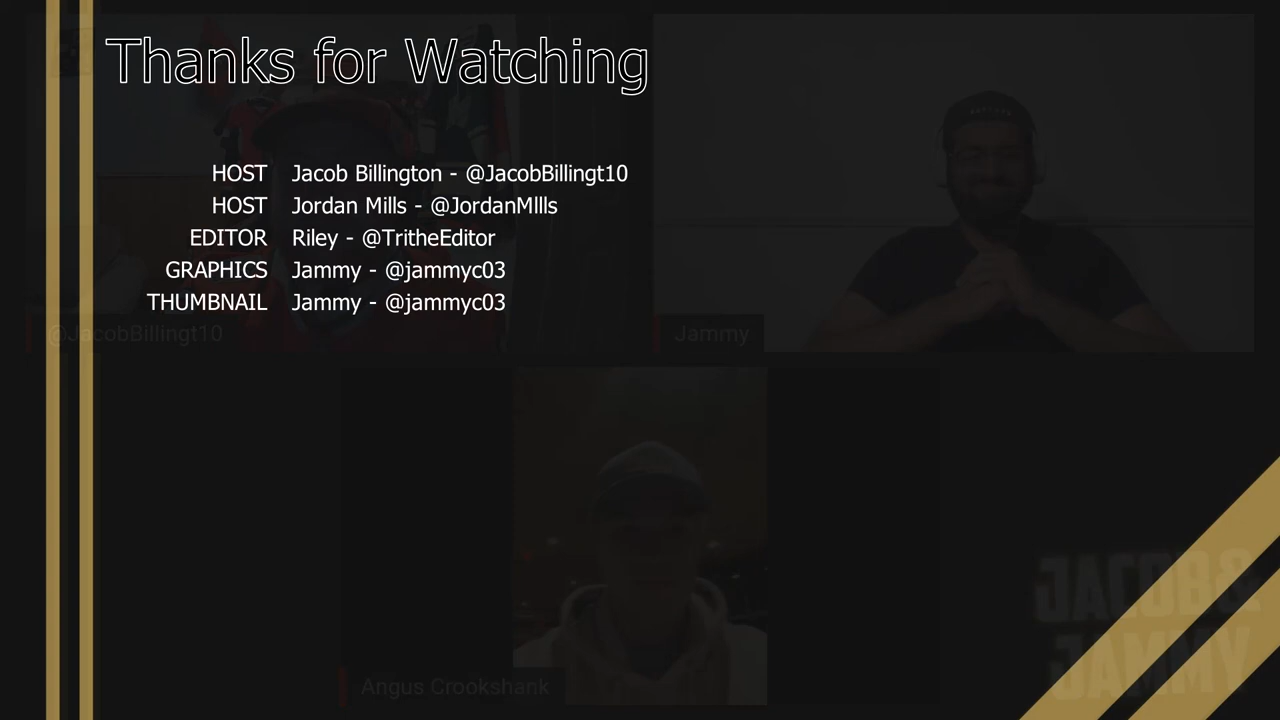 Thanks for Watching
HOST Jacob Billington - @JacobBillingt10
HOST Jordan Mills - @JordanMIlls
EDITOR Riley - @TritheEditor
GRAPHICS Jammy - @jammyc03
THUMBNAIL Jammy - @jammyc03
@JacobBillingt10
Jammy
JACOB&
JAMMY
Angus Crookshank